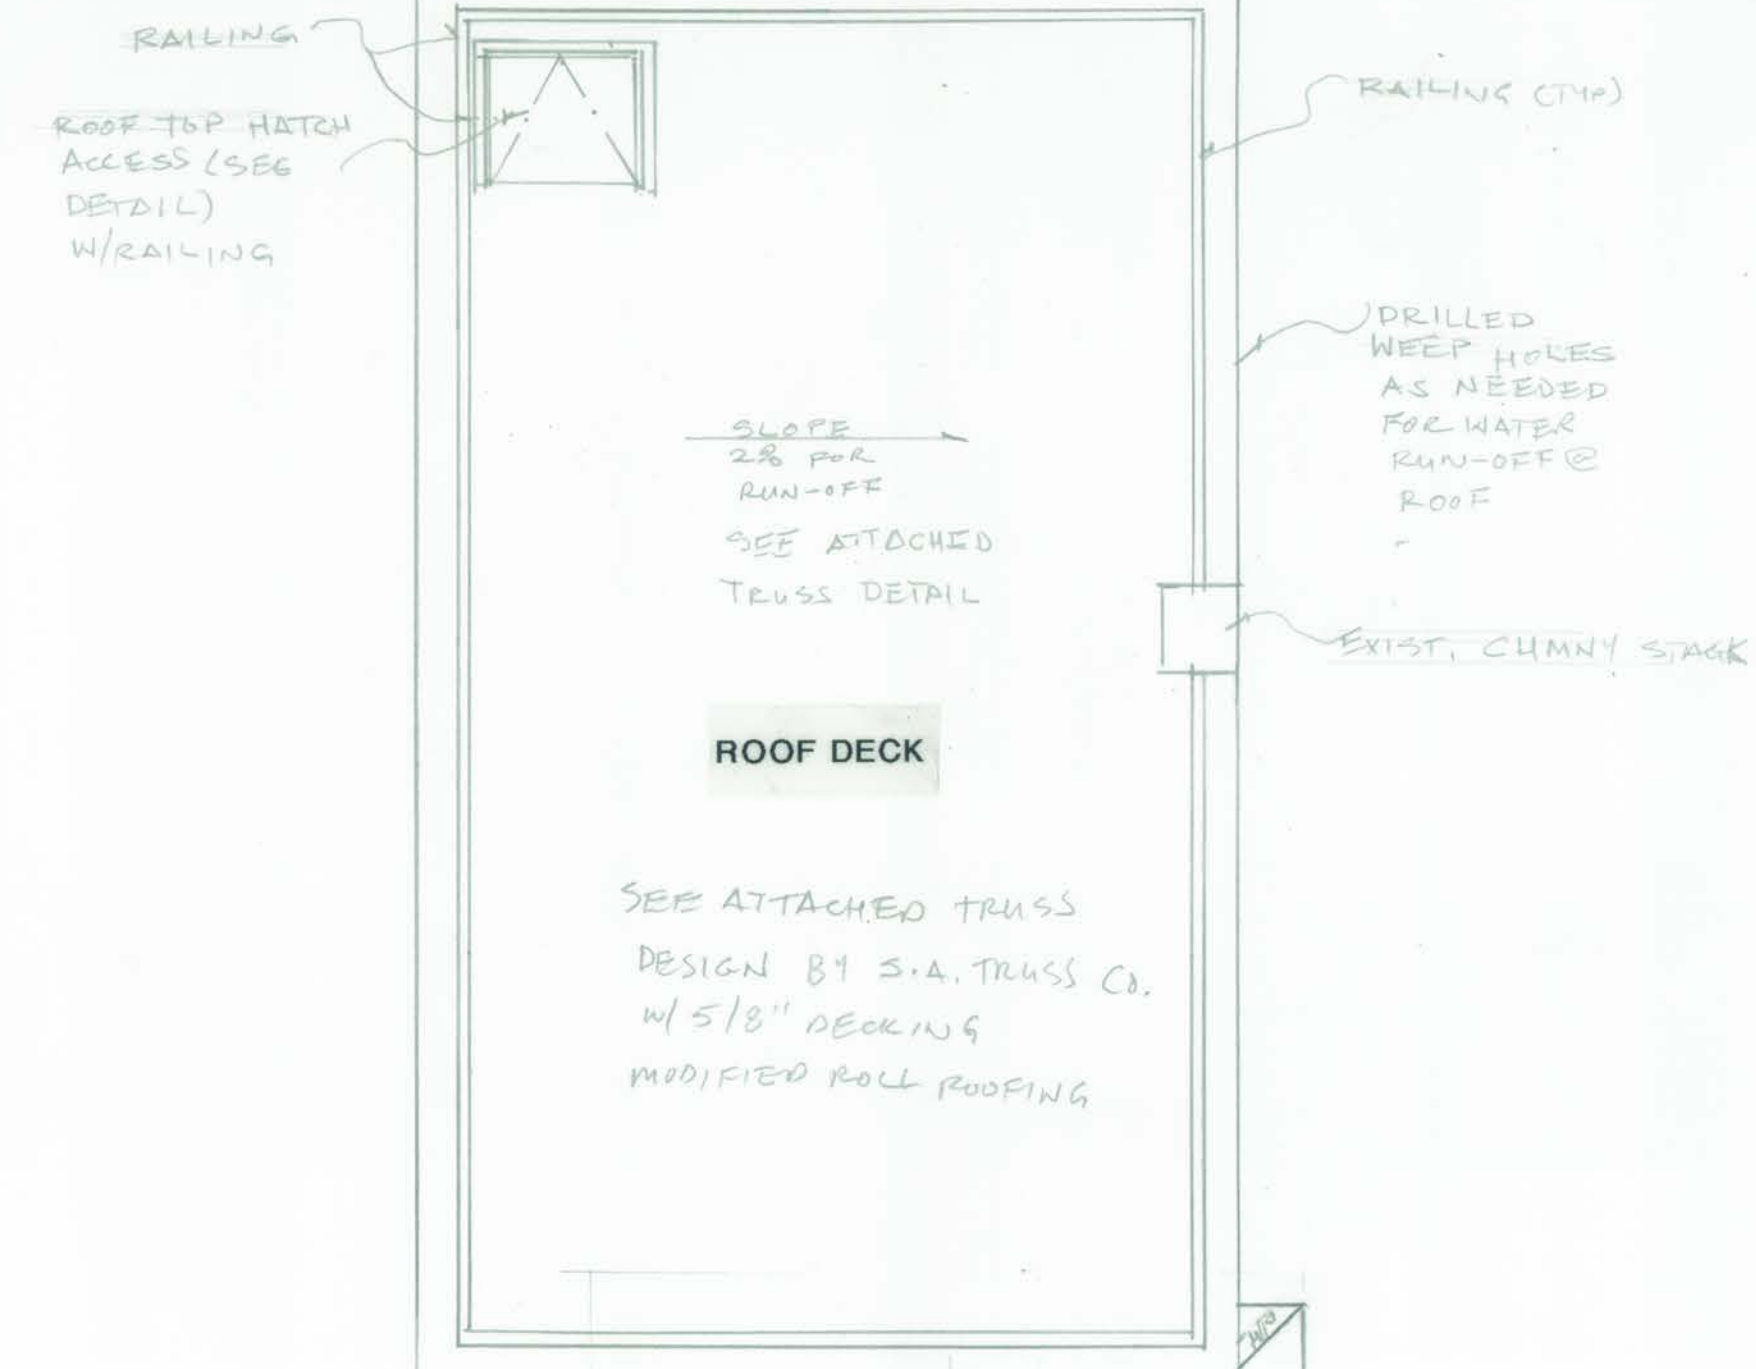 RAILING
ROOF TOP HATCH
ACCESS (SEE
DETAIL)
W/RAILING
RAILING (TYP)
DRILLED
WEEP HOLES
AS NEEDED
FOR WATER
RUN-OFF @
ROOF
SLOPE
2% FOR
RUN-OFF
SEE ATTACHED
TRUSS DETAIL
EXIST. CHMNY STACK
ROOF DECK
SEE ATTACHED TRUSS
DESIGN BY S.A. TRUSS CO.
W/ 5/8" DECKING
MODIFIED ROLL ROOFING